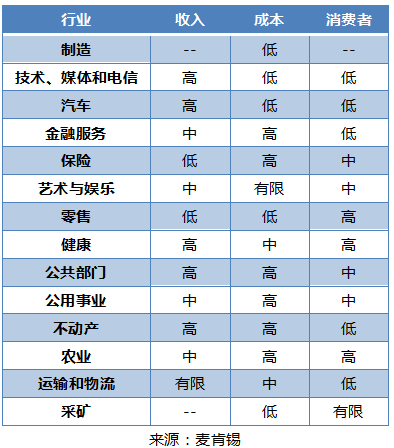 行业 收入 成本 消费者
制造 -- 低 --
技术、媒体和电信 高 低 低
汽车 高 低 低
金融服务 中 高 低
保险 低 高 中
艺术与娱乐 中 有限 中
零售 低 低 高
健康 高 中 高
公共部门 高 高 中
公用事业 中 高 中
不动产 高 高 低
农业 中 高 高
运输和物流 有限 中 低
采矿 -- 低 有限
来源：麦肯锡